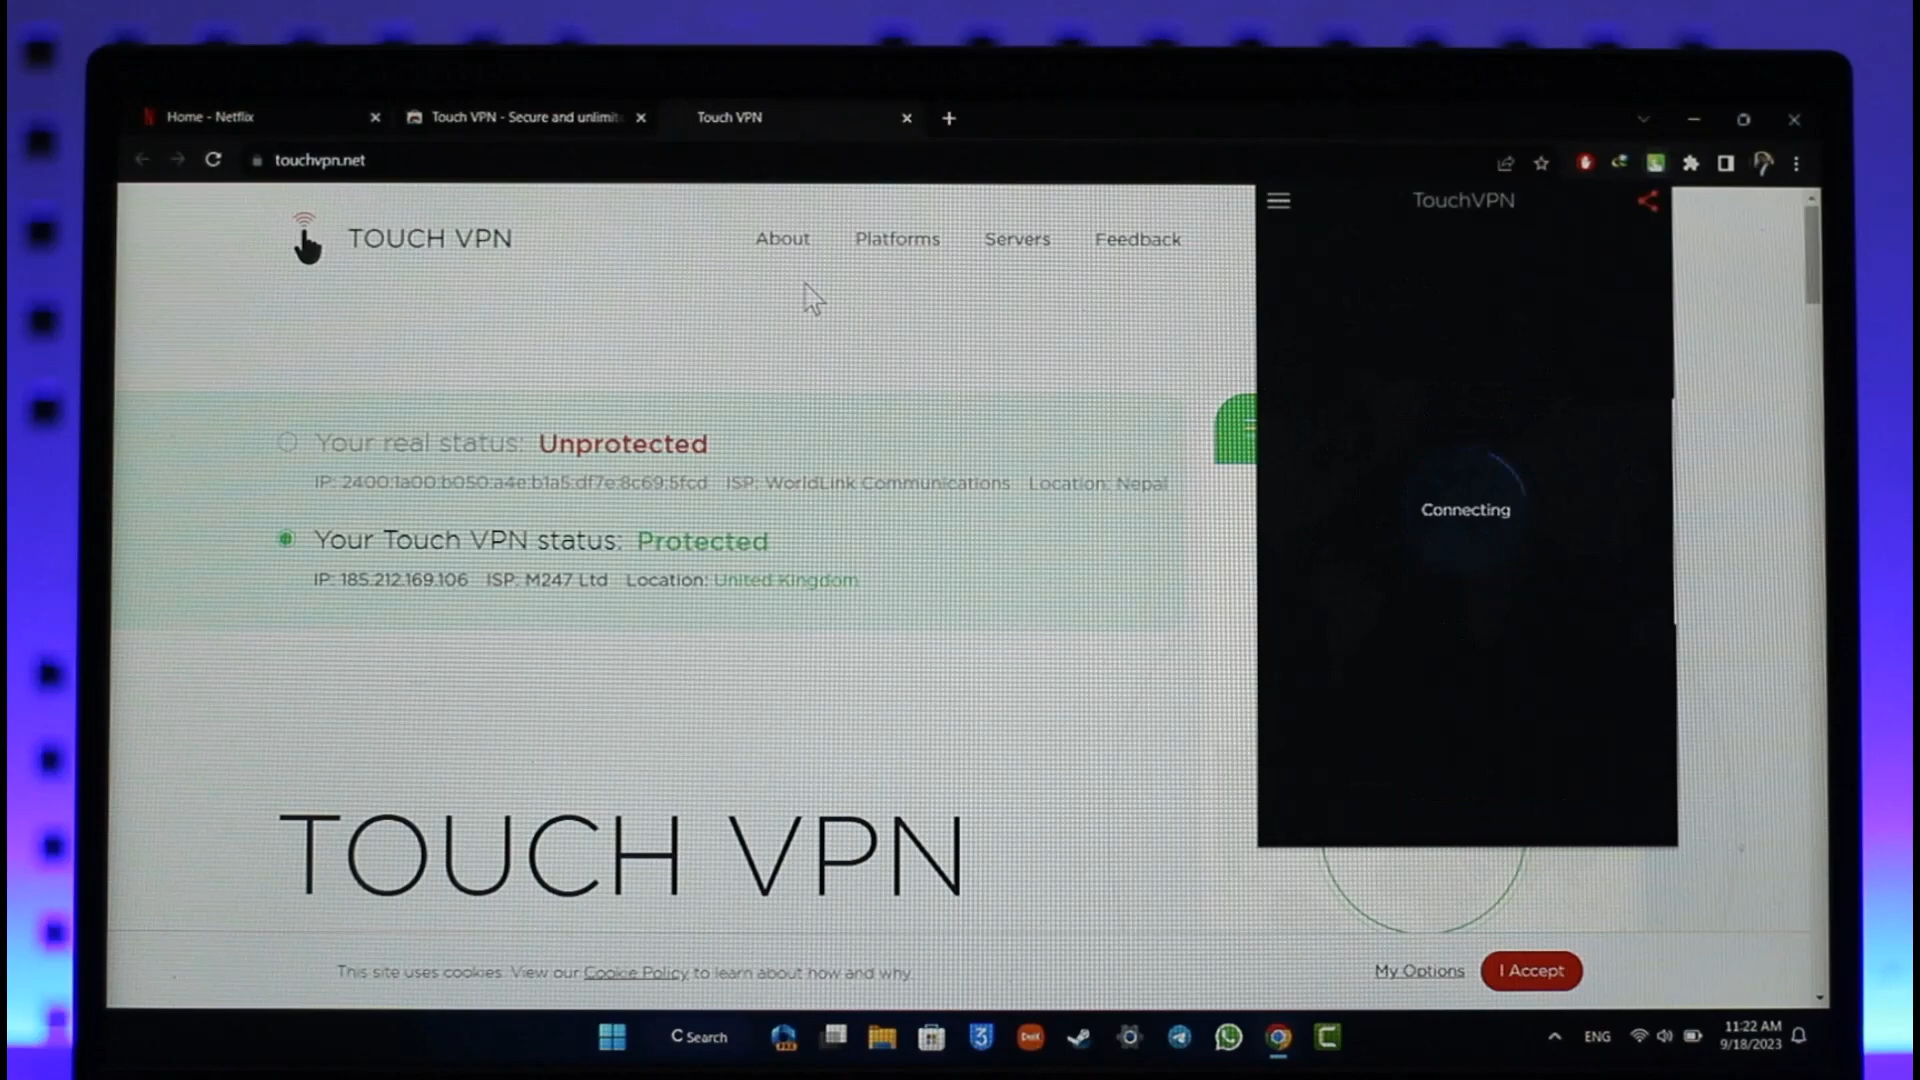 Home - Netflix
Touch VPN - Secure and unlimit
Touch VPN
touchvpn.net
TOUCH VPN
About Platforms Servers Feedback
TouchVPN
Your real status: Unprotected
IP: 2400:1a00:b050:a4e:b1a5:df7e:8c69:5fcd ISP: WorldLink Communications Location: Nepal
Connecting
Your Touch VPN status: Protected
IP: 185.212.169.106 ISP: M247 Ltd Location: United Kingdom
TOUCH VPN
This site uses cookies. View our Cookie Policy to learn about how and why.
My Options
I Accept
Search
ENG
11:22 AM
9/18/2023